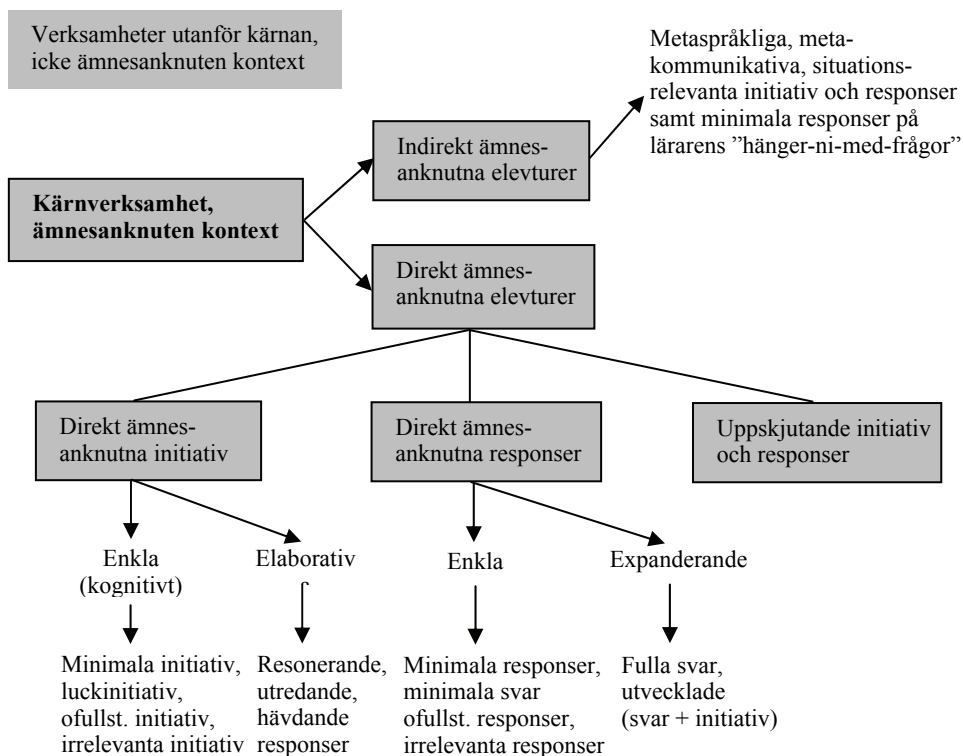 Verksamheter utanför kärnan,
icke ämnesanknuten kontext
Metaspråkliga, meta-
kommunikativa, situations-
relevanta initiativ och responser
samt minimala responser på
lärarens ”hänger-ni-med-frågor”
Indirekt ämnes-
anknutna elevturer
Kärnverksamhet,
ämnesanknuten kontext
Direkt ämnes-
anknutna elevturer
Direkt ämnes-
anknutna initiativ
Direkt ämnes-
anknutna responser
Uppskjutande initiativ
och responser
Enkla
(kognitivt)
Elaborativ
Enkla
Expanderande
Minimala initiativ,
luckinitiativ,
ofullst. initiativ,
irrelevanta initiativ
Resonerande,
utredande,
hävdande
responser
Minimala responser,
minimala svar
ofullst. responser,
irrelevanta responser
Fulla svar,
utvecklade
(svar + initiativ)